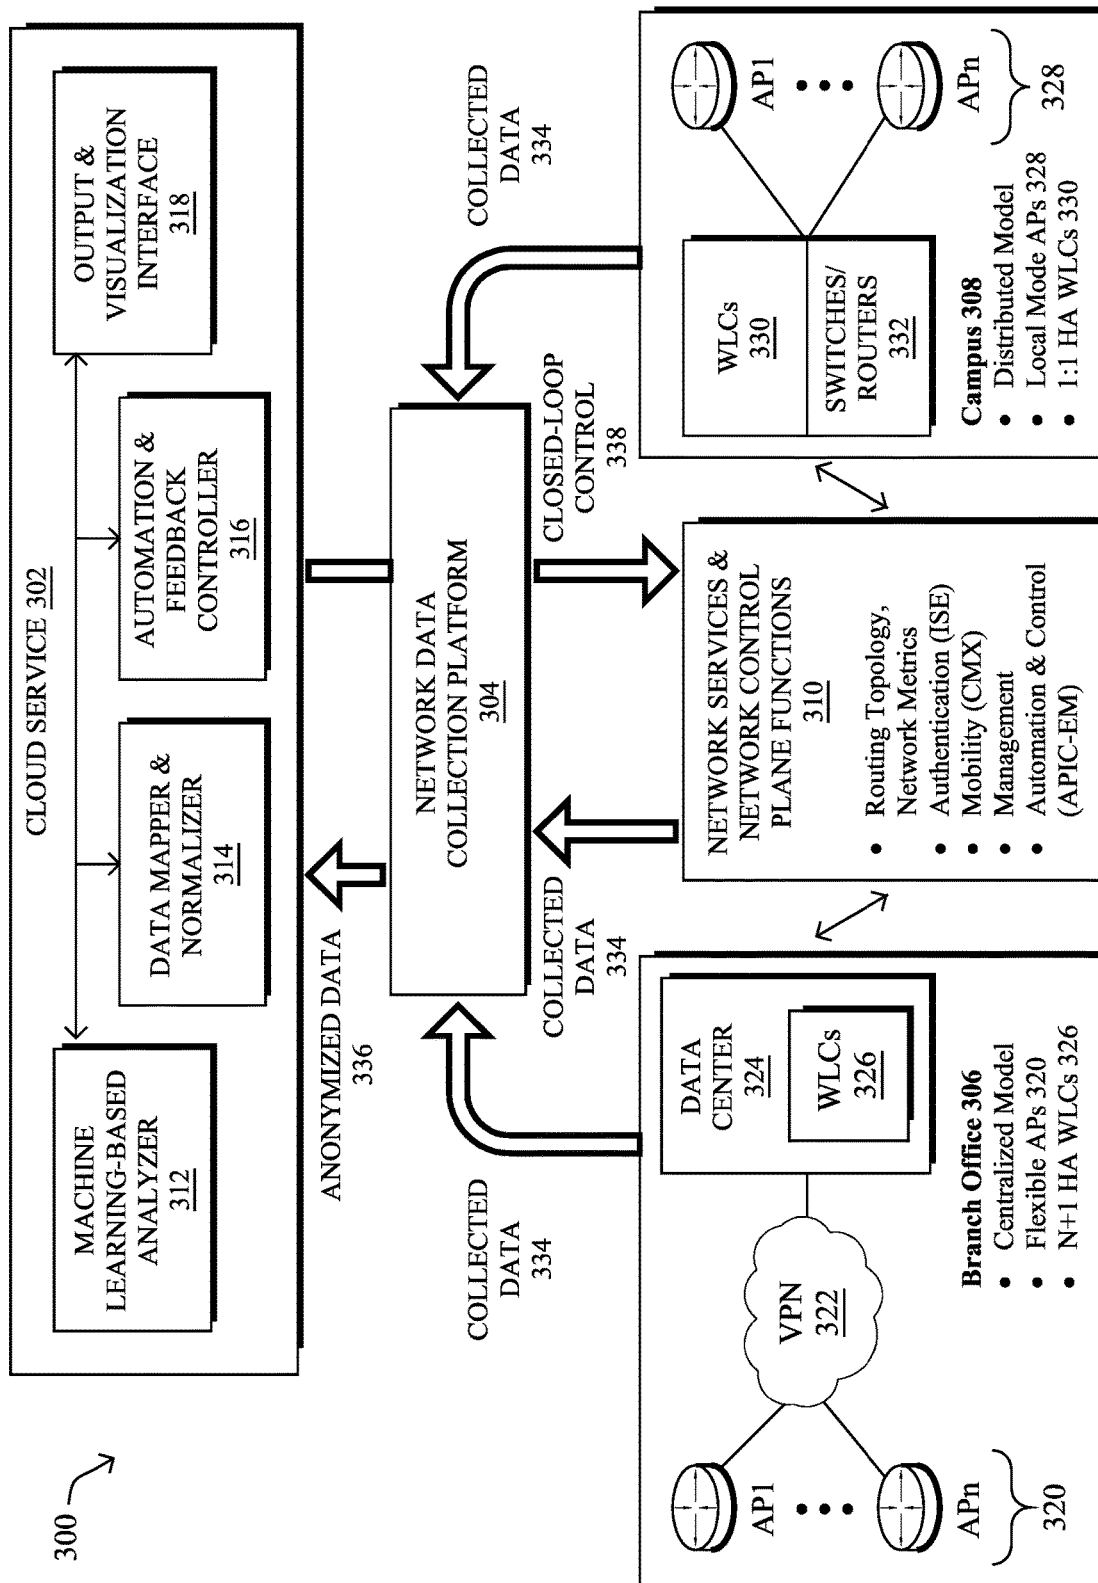 300
CLOUD SERVICE 302
MACHINE
LEARNING-BASED
ANALYZER
312
DATA MAPPER &
NORMALIZER
314
AUTOMATION &
FEEDBACK
CONTROLLER
316
OUTPUT &
VISUALIZATION
INTERFACE
318
ANONYMIZED DATA
336
COLLECTED
DATA
334
NETWORK DATA
COLLECTION PLATFORM
304
COLLECTED
DATA
334
COLLECTED
DATA
334
CLOSED-LOOP
CONTROL
338
AP1
APn
320
VPN
322
DATA
CENTER
324
WLCs
326
Branch Office 306
• Centralized Model
• Flexible APs 320
• N+1 HA WLCs 326
NETWORK SERVICES &
NETWORK CONTROL
PLANE FUNCTIONS
310
• Routing Topology,
Network Metrics
• Authentication (ISE)
• Mobility (CMX)
• Management
• Automation & Control
(APIC-EM)
WLCs
330
SWITCHES/
ROUTERS
332
AP1
APn
328
Campus 308
• Distributed Model
• Local Mode APs 328
• 1:1 HA WLCs 330